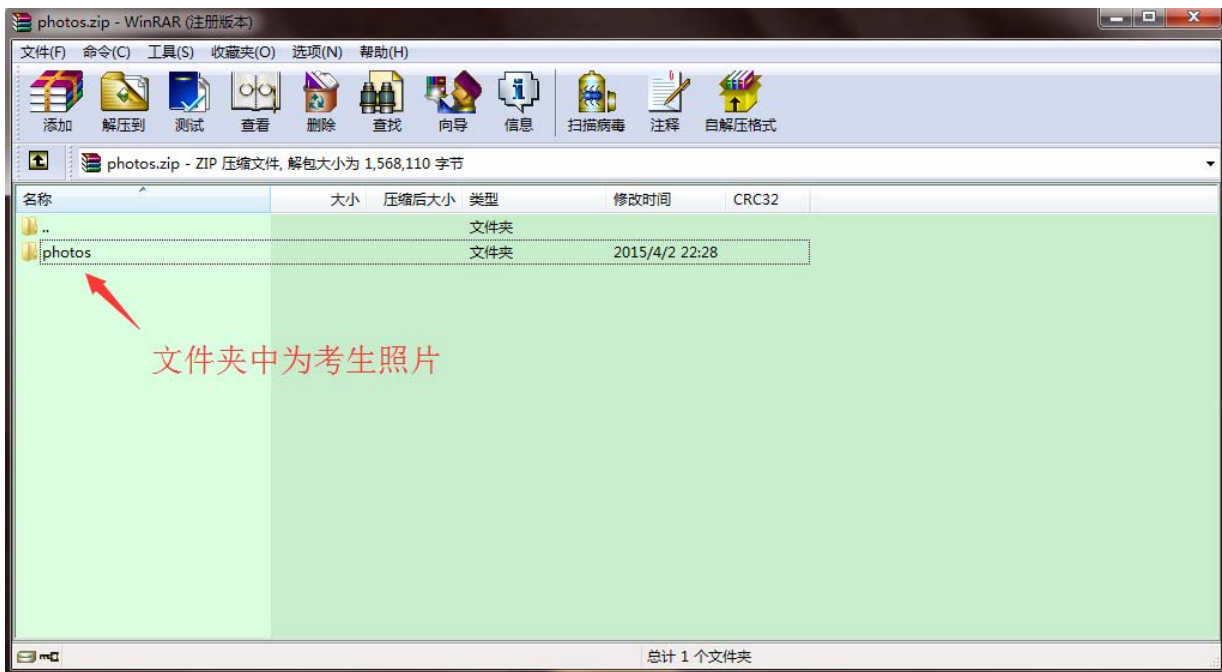 photos.zip - WinRAR (注册版本)
文件(F) 命令(C) 工具(S) 收藏夹(O) 选项(N) 帮助(H)
添加 解压到 测试 查看 删除 查找 向导 信息 扫描病毒 注释 自解压格式
photos.zip - ZIP 压缩文件, 解包大小为 1,568,110 字节
名称 大小 压缩后大小 类型 修改时间 CRC32
.. 文件夹
photos 文件夹 2015/4/2 22:28
文件夹中为考生照片
总计 1 个文件夹